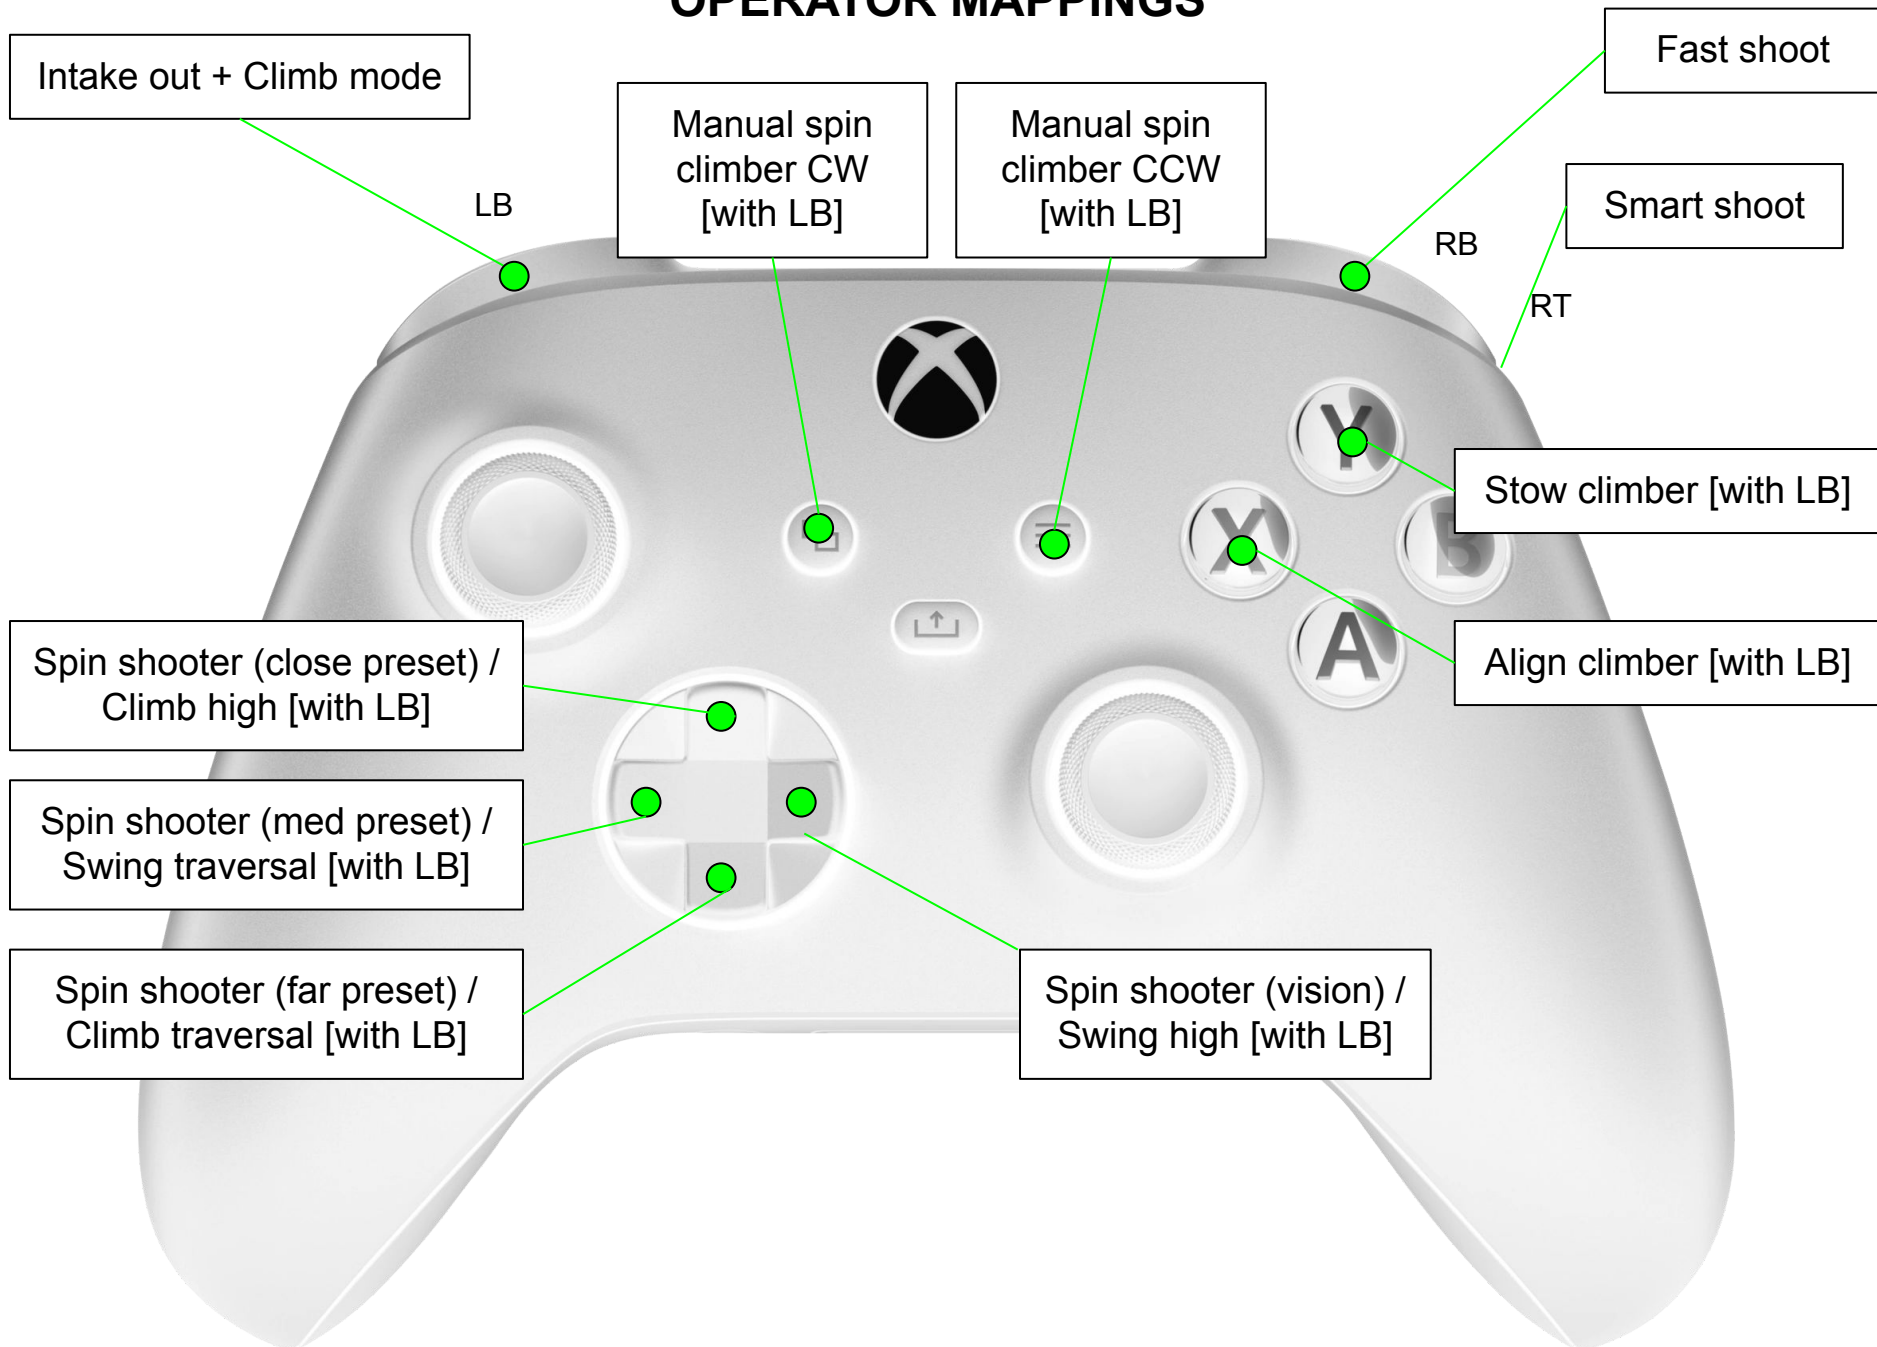 OPERATOR MAPPINGS
Intake out + Climb mode
Manual spin
climber CW
[with LB]
Manual spin
climber CCW
[with LB]
Fast shoot
LB
Smart shoot
RB
RT
Y
Stow climber [with LB]
X
B
A
Align climber [with LB]
Spin shooter (close preset) /
Climb high [with LB]
Spin shooter (med preset) /
Swing traversal [with LB]
Spin shooter (far preset) /
Climb traversal [with LB]
Spin shooter (vision) /
Swing high [with LB]